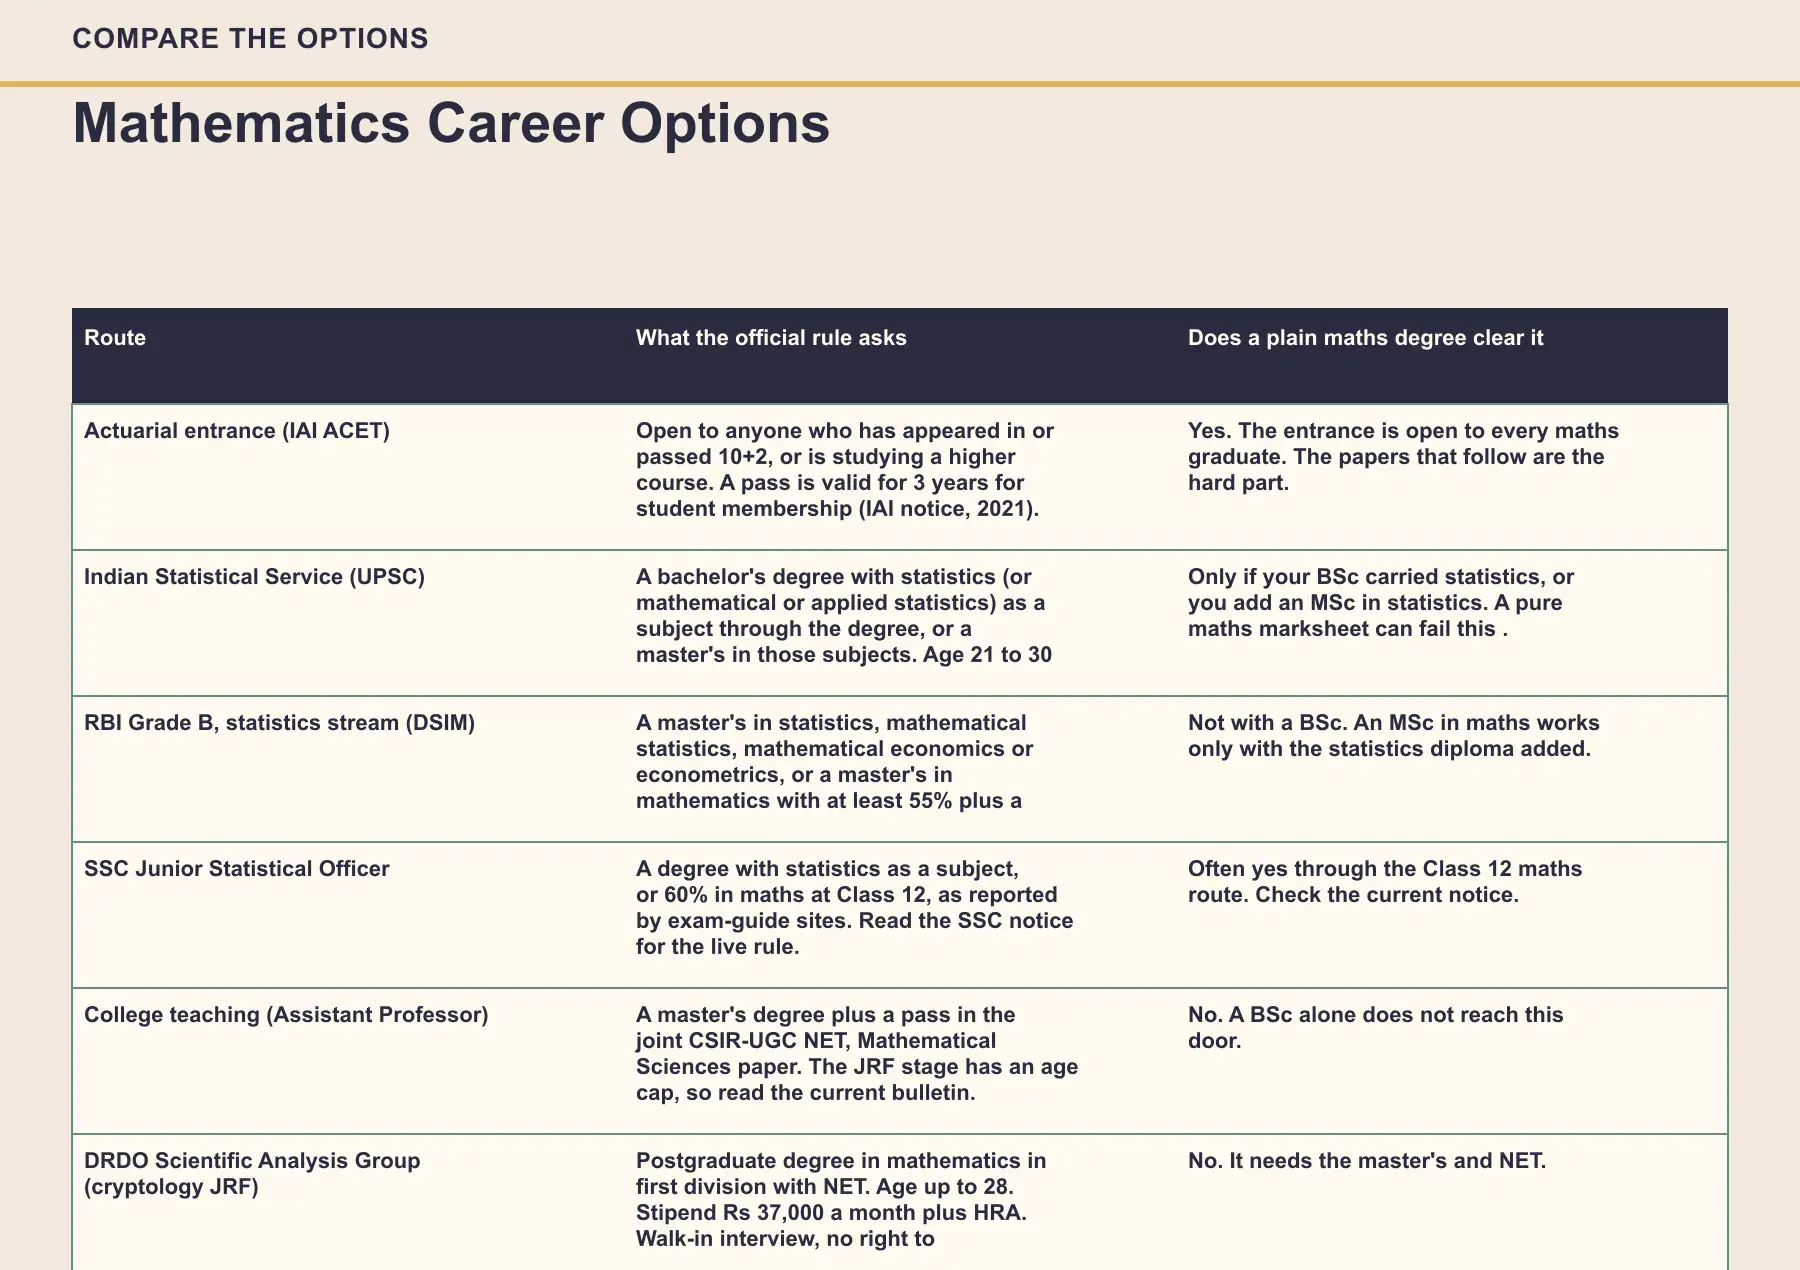 COMPARE THE OPTIONS
Mathematics Career Options
Route
What the official rule asks
Does a plain maths degree clear it
Actuarial entrance (IAI ACET)
Open to anyone who has appeared in or
passed 10+2, or is studying a higher
course. A pass is valid for 3 years for
student membership (IAI notice, 2021).
Yes. The entrance is open to every maths
graduate. The papers that follow are the
hard part.
Indian Statistical Service (UPSC)
A bachelor's degree with statistics (or
mathematical or applied statistics) as a
subject through the degree, or a
master's in those subjects. Age 21 to 30
Only if your BSc carried statistics, or
you add an MSc in statistics. A pure
maths marksheet can fail this .
RBI Grade B, statistics stream (DSIM)
A master's in statistics, mathematical
statistics, mathematical economics or
econometrics, or a master's in
mathematics with at least 55% plus a
Not with a BSc. An MSc in maths works
only with the statistics diploma added.
SSC Junior Statistical Officer
A degree with statistics as a subject,
or 60% in maths at Class 12, as reported
by exam-guide sites. Read the SSC notice
for the live rule.
Often yes through the Class 12 maths
route. Check the current notice.
College teaching (Assistant Professor)
A master's degree plus a pass in the
joint CSIR-UGC NET, Mathematical
Sciences paper. The JRF stage has an age
cap, so read the current bulletin.
No. A BSc alone does not reach this
door.
DRDO Scientific Analysis Group
(cryptology JRF)
Postgraduate degree in mathematics in
first division with NET. Age up to 28.
Stipend Rs 37,000 a month plus HRA.
Walk-in interview, no right to
No. It needs the master's and NET.